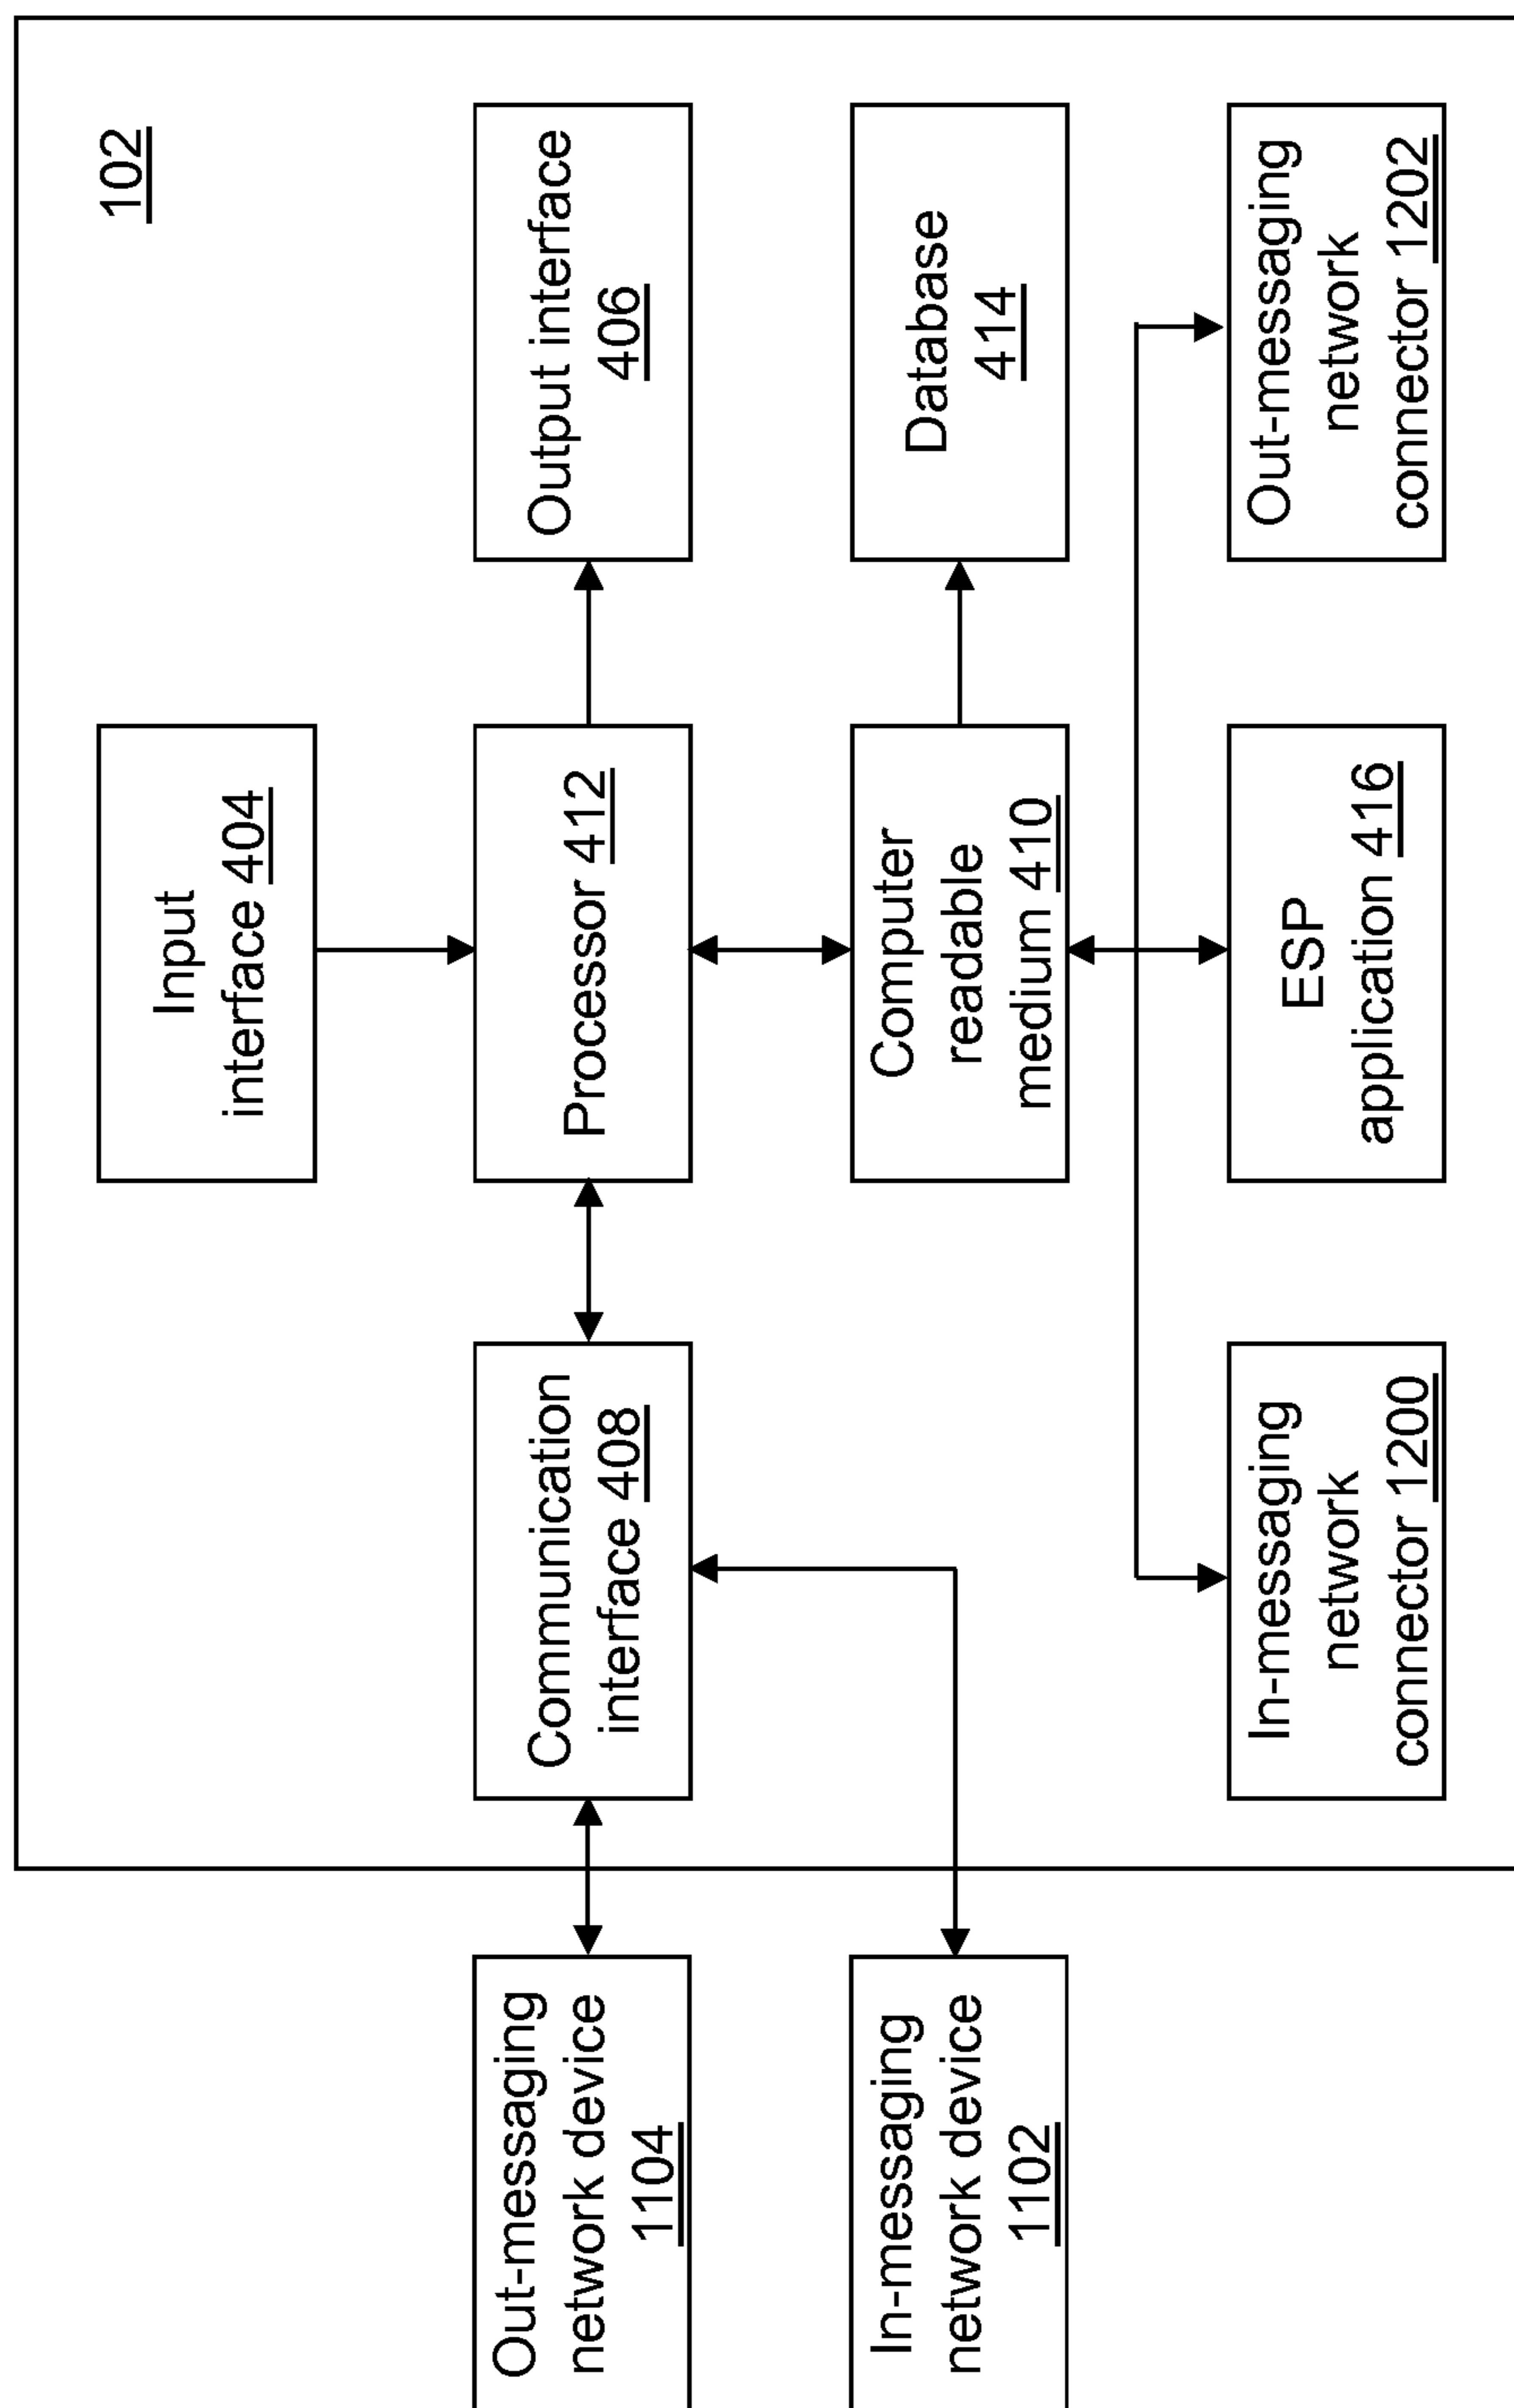 102
Input
interface 404
Out-messaging
network device
1104
Communication
interface 408
Processor 412
Output interface
406
In-messaging
network device
1102
Computer
readable
medium 410
Database
414
In-messaging
network
connector 1200
ESP
application 416
Out-messaging
network
connector 1202